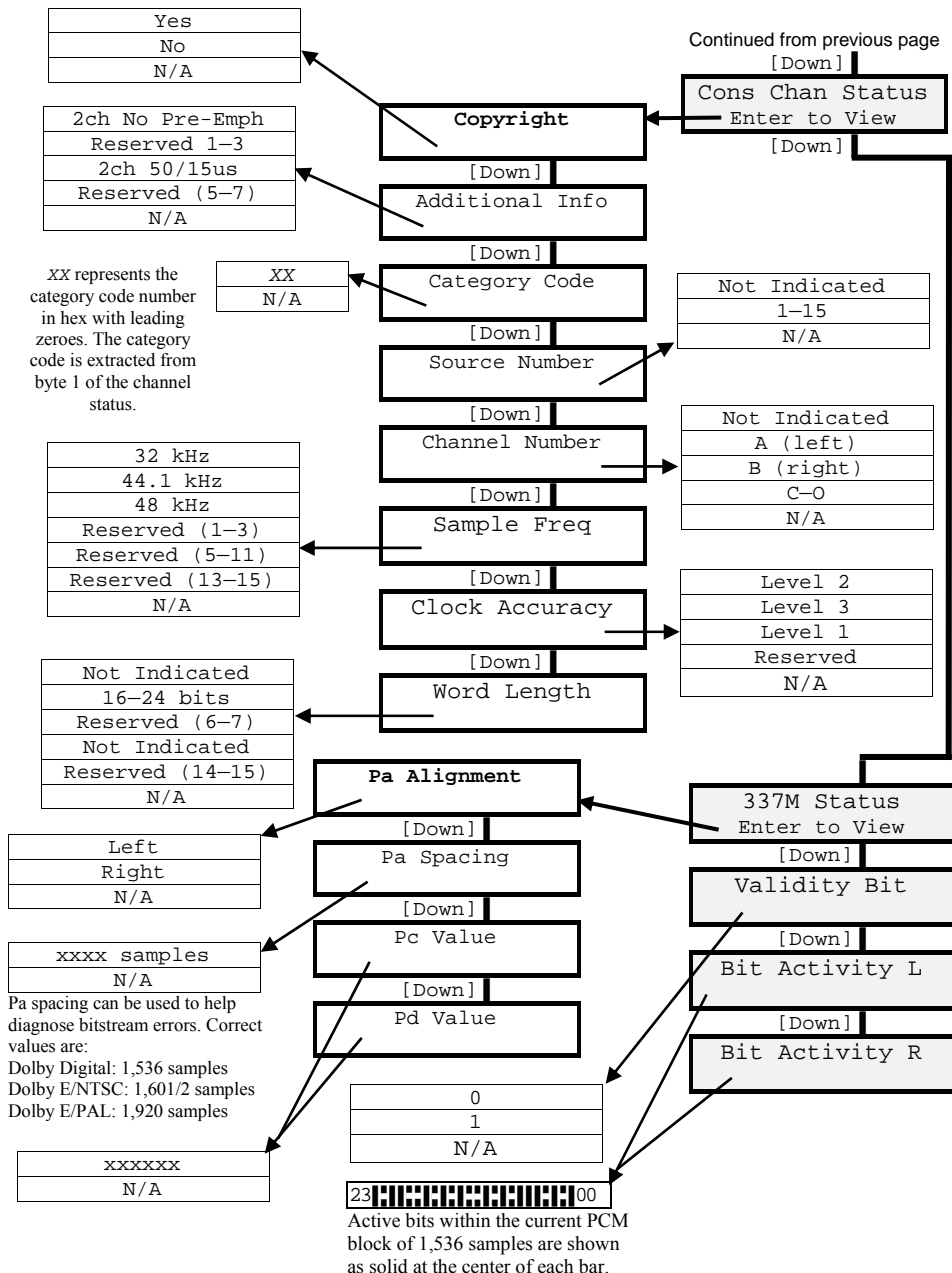 Continued from previous page
[Down]
Cons Chan Status
Enter to View
[Down]
Yes
No
N/A
Copyright
[Down]
2ch No Pre-Emph
Reserved 1–3
2ch 50/15us
Reserved (5–7)
N/A
Additional Info
[Down]
XX represents the
category code number
in hex with leading
zeroes. The category
code is extracted from
byte 1 of the channel
status.
XX
N/A
Category Code
[Down]
Not Indicated
1–15
N/A
Source Number
[Down]
Not Indicated
A (left)
B (right)
C–O
N/A
Channel Number
[Down]
32 kHz
44.1 kHz
48 kHz
Reserved (1–3)
Reserved (5–11)
Reserved (13–15)
N/A
Sample Freq
[Down]
Clock Accuracy
Level 2
Level 3
Level 1
Reserved
N/A
[Down]
Word Length
Not Indicated
16–24 bits
Reserved (6–7)
Not Indicated
Reserved (14–15)
N/A
Pa Alignment
[Down]
Left
Right
N/A
Pa Spacing
[Down]
xxxx samples
N/A
Pa spacing can be used to help
diagnose bitstream errors. Correct
values are:
Dolby Digital: 1,536 samples
Dolby E/NTSC: 1,601/2 samples
Dolby E/PAL: 1,920 samples
Pc Value
[Down]
Pd Value
xxxxxx
N/A
337M Status
Enter to View
[Down]
Validity Bit
[Down]
Bit Activity L
[Down]
Bit Activity R
0
1
N/A
23 00
Active bits within the current PCM
block of 1,536 samples are shown
as solid at the center of each bar.